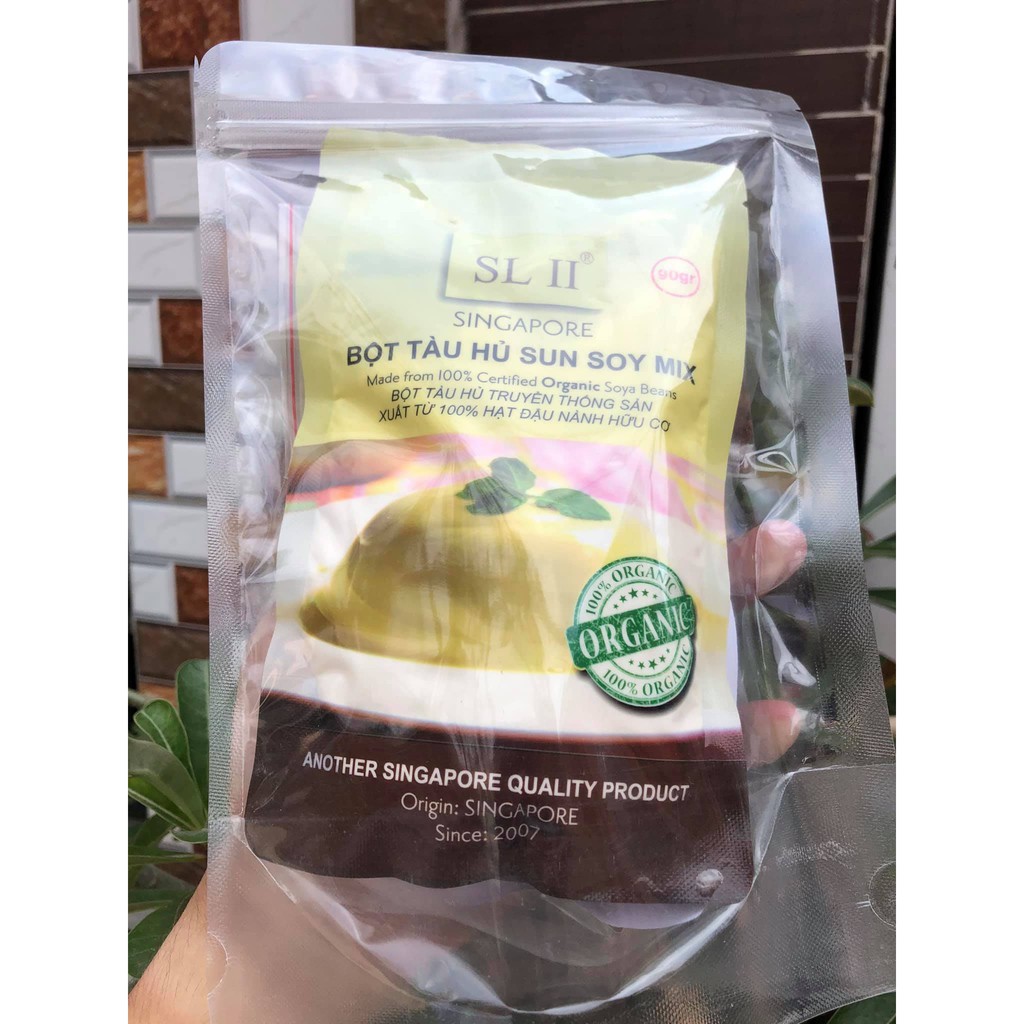 SL II®
90gr
SINGAPORE
BỘT TÀU HỦ SUN SOY MIX
Made from 100% Certified Organic Soya Beans
BỘT TÀU HỦ TRUYỀN THÔNG SẢN
XUẤT TỪ 100% HẠT ĐẬU NÀNH HỮU CƠ
100% ORGANIC
ORGANIC
100% ORGANIC
ANOTHER SINGAPORE QUALITY PRODUCT
Origin: SINGAPORE
Since: 2007